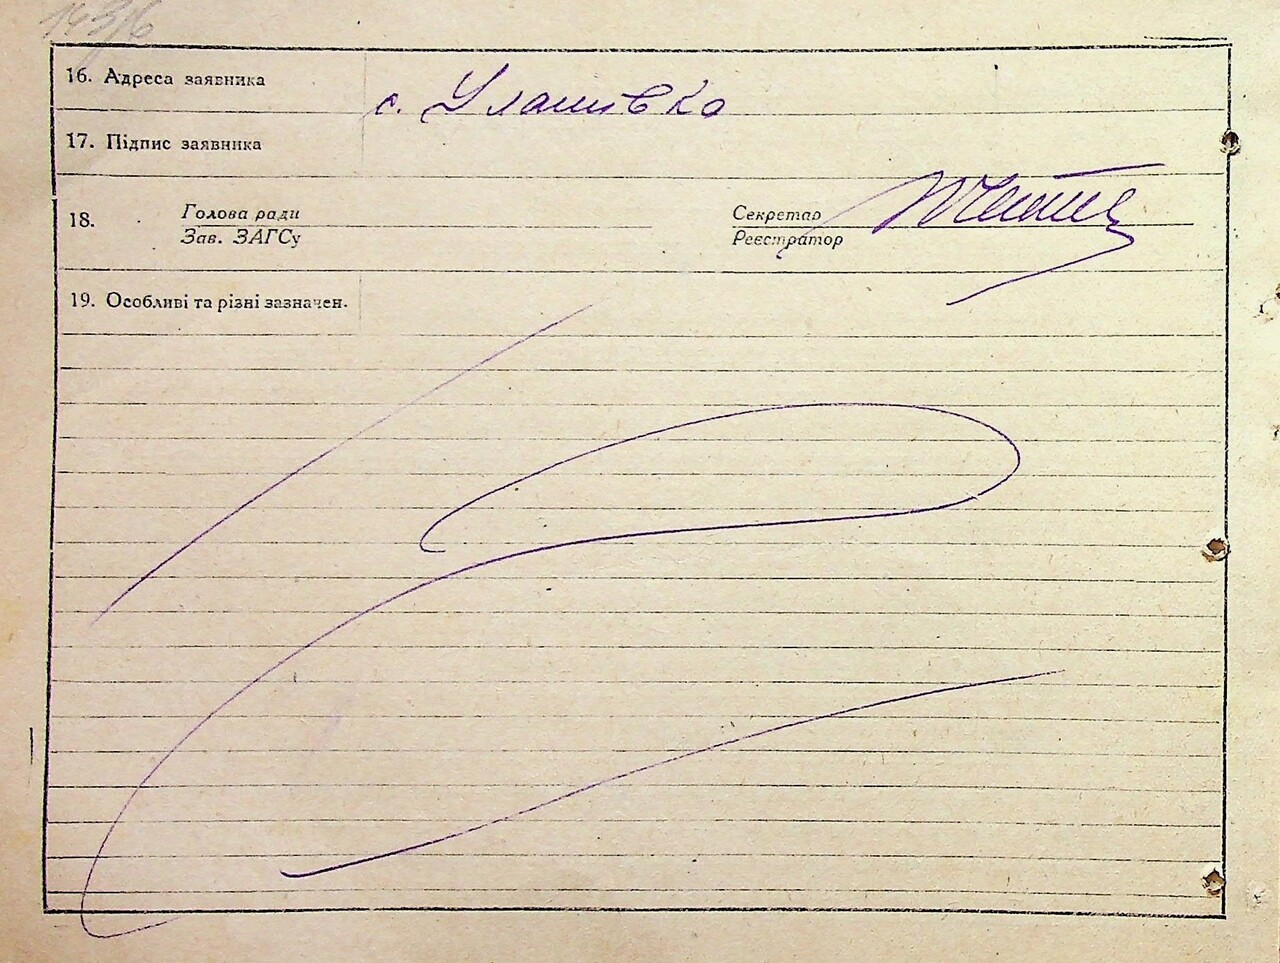 16. Адреса заявника
с. Улашівка
17. Підпис заявника
18. Голова ради
Зав. ЗАГСу
Секретар
Реєстратор
19. Особливі та різні зазначен.